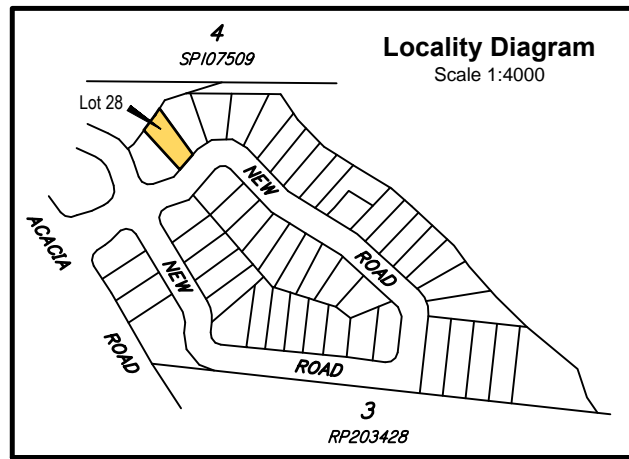 4
SP107509
Locality Diagram
Scale 1:4000
Lot 28
NEW
ROAD
ACACIA
ROAD
NEW
ROAD
3
RP203428